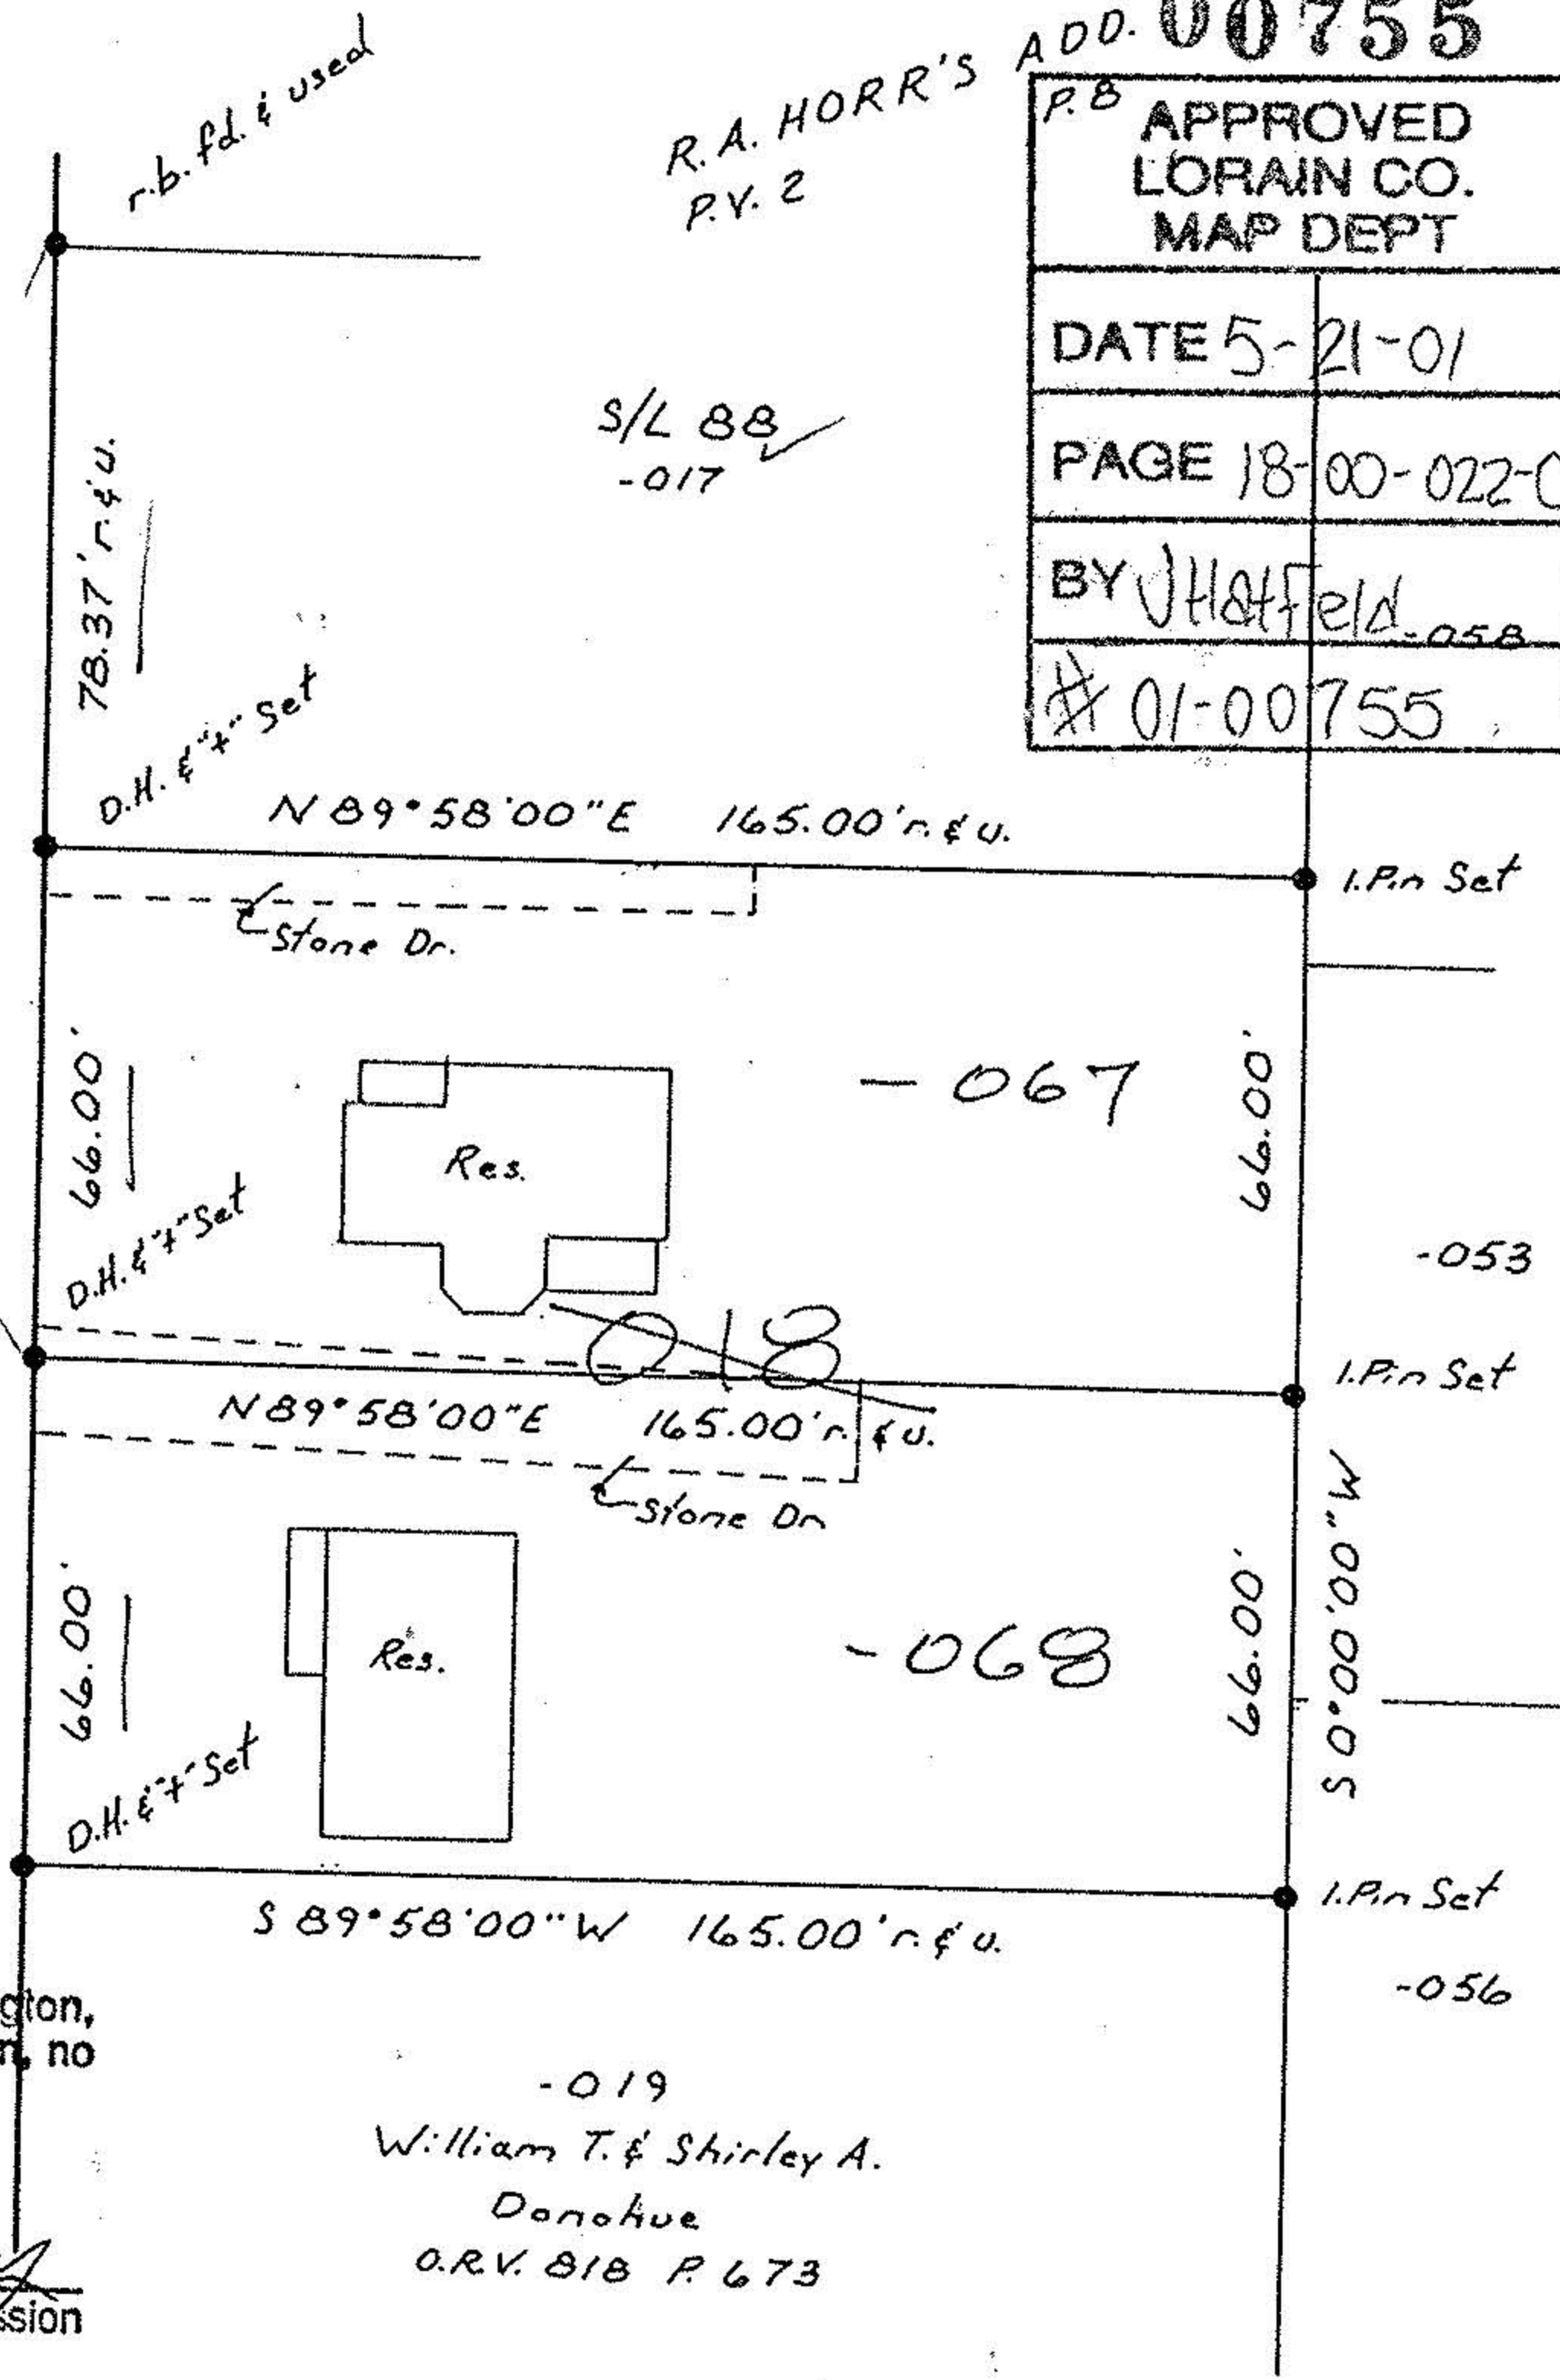 00755
R.A. HORR'S ADD.
P.V. 2 P. 8
APPROVED
LORAIN CO.
MAP DEPT
DATE 5-21-01
PAGE 18-00-022-0
BY JHatfield
-058
# 01-00755
r.b. fd. & used
S/L 88
-017
78.37' r. & u.
D.H. & "+" Set
N 89°58'00"E 165.00' r. & u.
I.Pin Set
Stone Dr.
66.00'
- 067
66.00'
Res.
-053
D.H. & "+" Set
018
I.Pin Set
N 89°58'00"E 165.00' r. & u.
Stone Dr.
66.00'
Res.
- 068
66.00'
S 0°00'00"W
D.H. & "+" Set
I.Pin Set
S 89°58'00"W 165.00' r. & u.
-056
gton,
n, no
-019
William T. & Shirley A.
Donohue
O.R.V. 818 P. 673
ssion